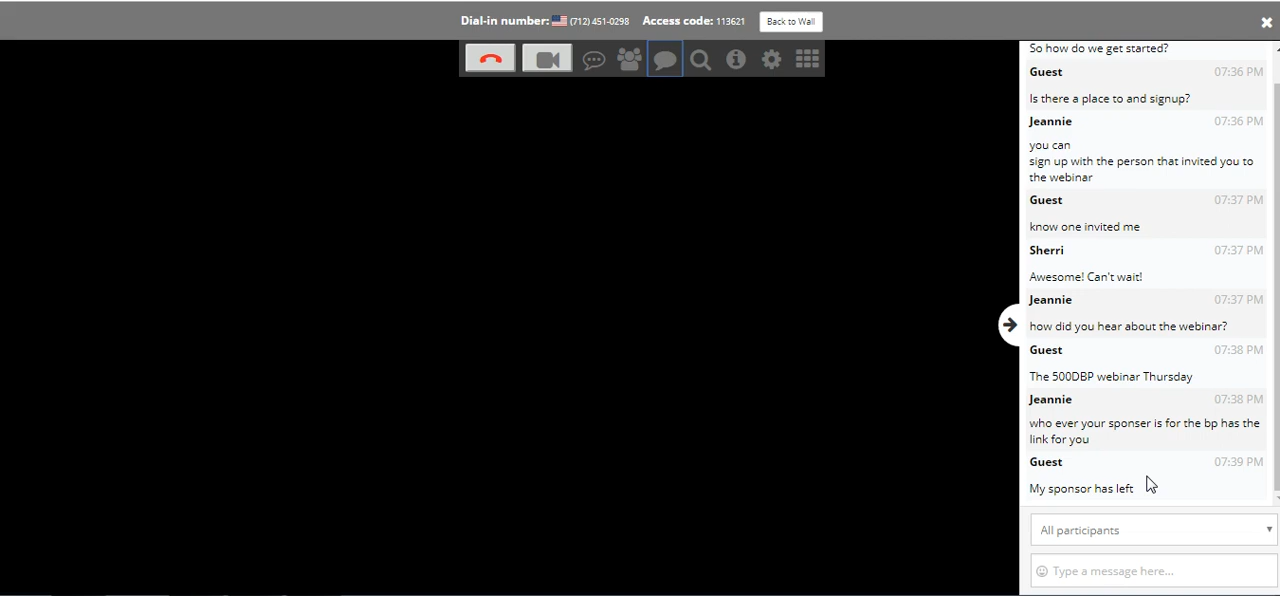 Dial-in number: (712) 451-0298 Access code: 113621 Back to Wall
So how do we get started?
Guest 07:36 PM
Is there a place to and signup?
Jeannie 07:36 PM
you can
sign up with the person that invited you to
the webinar
Guest 07:37 PM
know one invited me
Sherri 07:37 PM
Awesome! Can't wait!
Jeannie 07:37 PM
how did you hear about the webinar?
Guest 07:38 PM
The 500DBP webinar Thursday
Jeannie 07:38 PM
who ever your sponser is for the bp has the
link for you
Guest 07:39 PM
My sponsor has left
All participants
Type a message here...